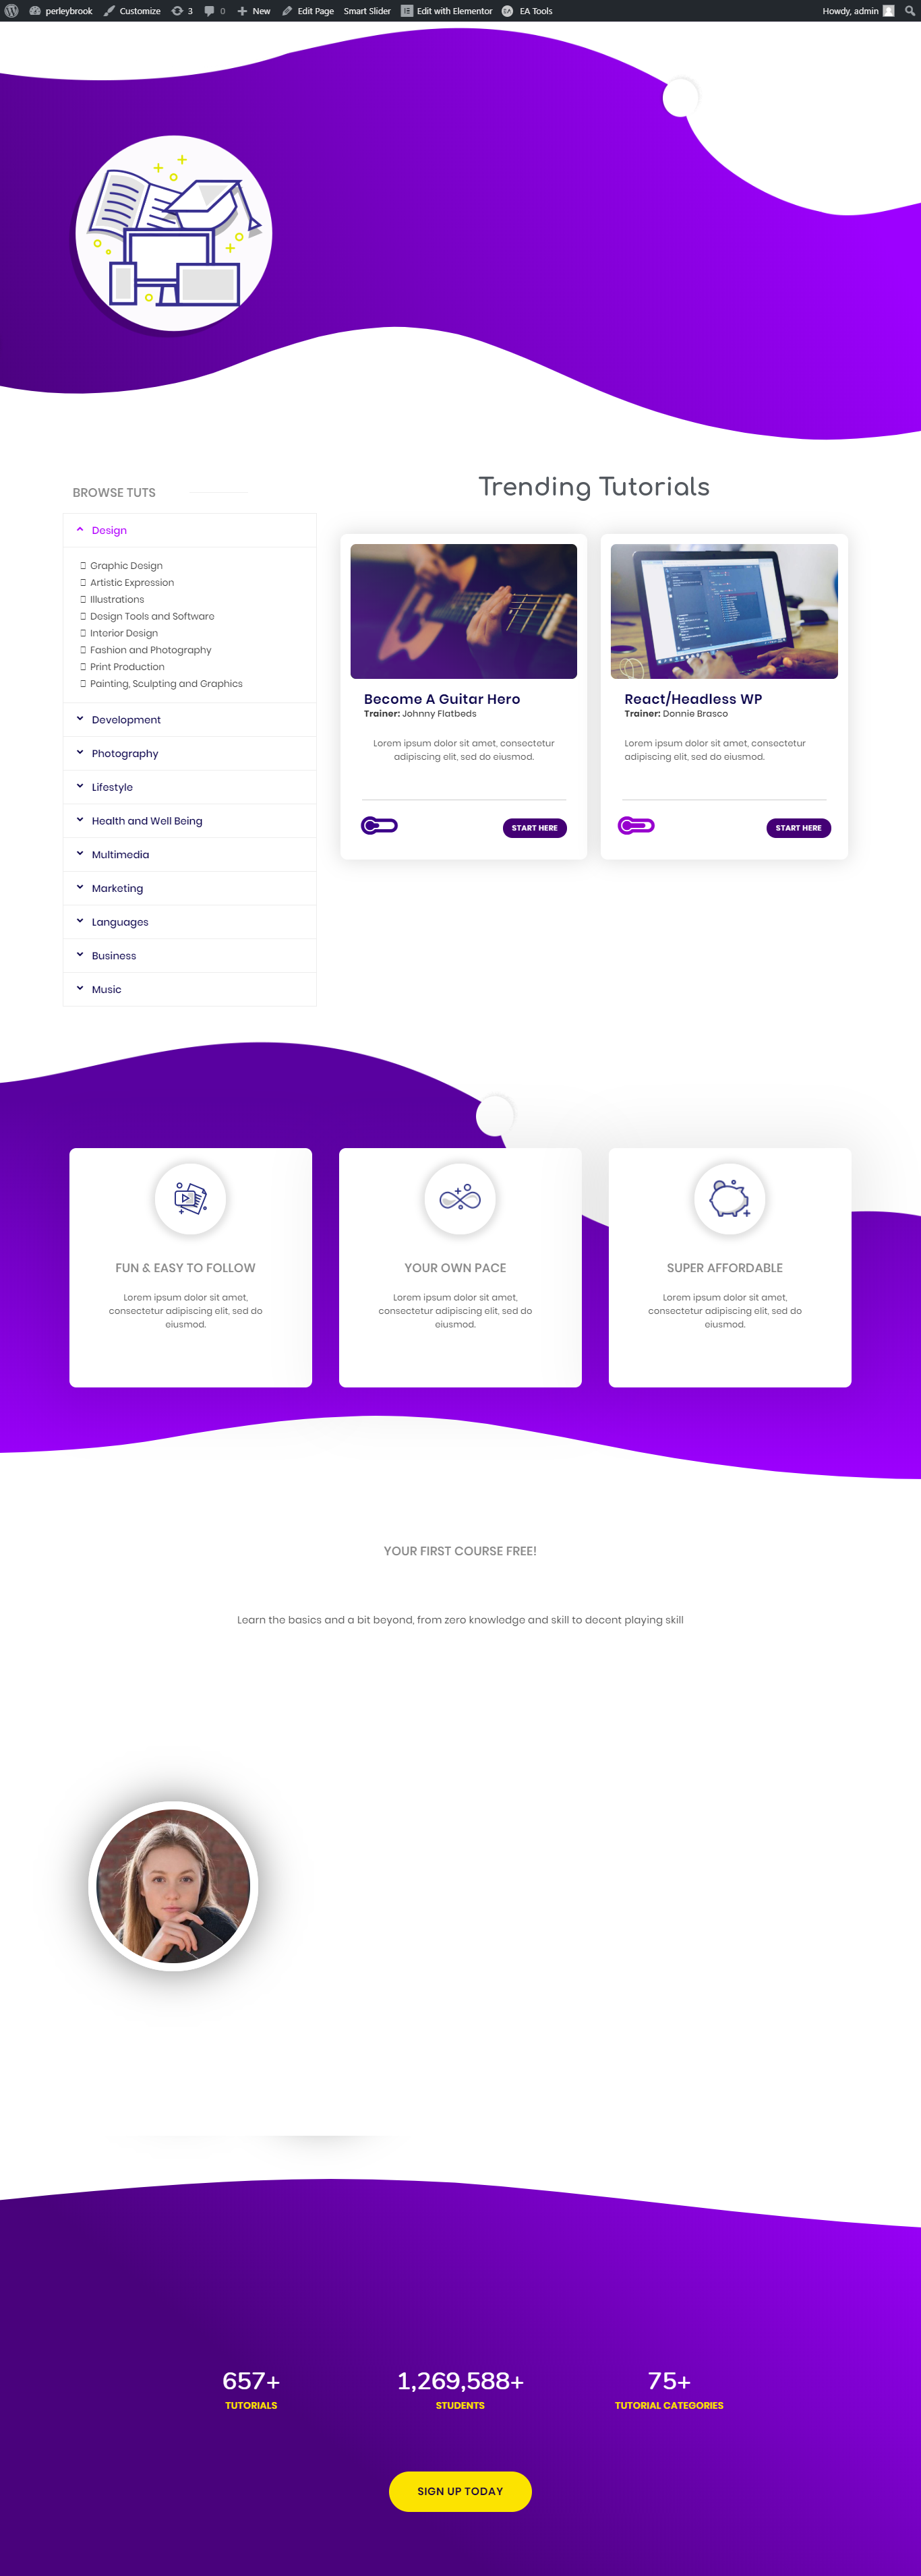 perleybrook Customize 3 0 New Edit Page Smart Slider Edit with Elementor EA Tools Howdy, admin
BROWSE TUTS
Design
Graphic Design
Artistic Expression
Illustrations
Design Tools and Software
Interior Design
Fashion and Photography
Print Production
Painting, Sculpting and Graphics
Development
Photography
Lifestyle
Health and Well Being
Multimedia
Marketing
Languages
Business
Music
Trending Tutorials
Become A Guitar Hero
Trainer: Johnny Flatbeds
Lorem ipsum dolor sit amet, consectetur
adipiscing elit, sed do eiusmod.
START HERE
React/Headless WP
Trainer: Donnie Brasco
Lorem ipsum dolor sit amet, consectetur
adipiscing elit, sed do eiusmod.
START HERE
FUN & EASY TO FOLLOW
Lorem ipsum dolor sit amet,
consectetur adipiscing elit, sed do
eiusmod.
YOUR OWN PACE
Lorem ipsum dolor sit amet,
consectetur adipiscing elit, sed do
eiusmod.
SUPER AFFORDABLE
Lorem ipsum dolor sit amet,
consectetur adipiscing elit, sed do
eiusmod.
YOUR FIRST COURSE FREE!
Learn the basics and a bit beyond, from zero knowledge and skill to decent playing skill
657+
TUTORIALS
1,269,588+
STUDENTS
75+
TUTORIAL CATEGORIES
SIGN UP TODAY